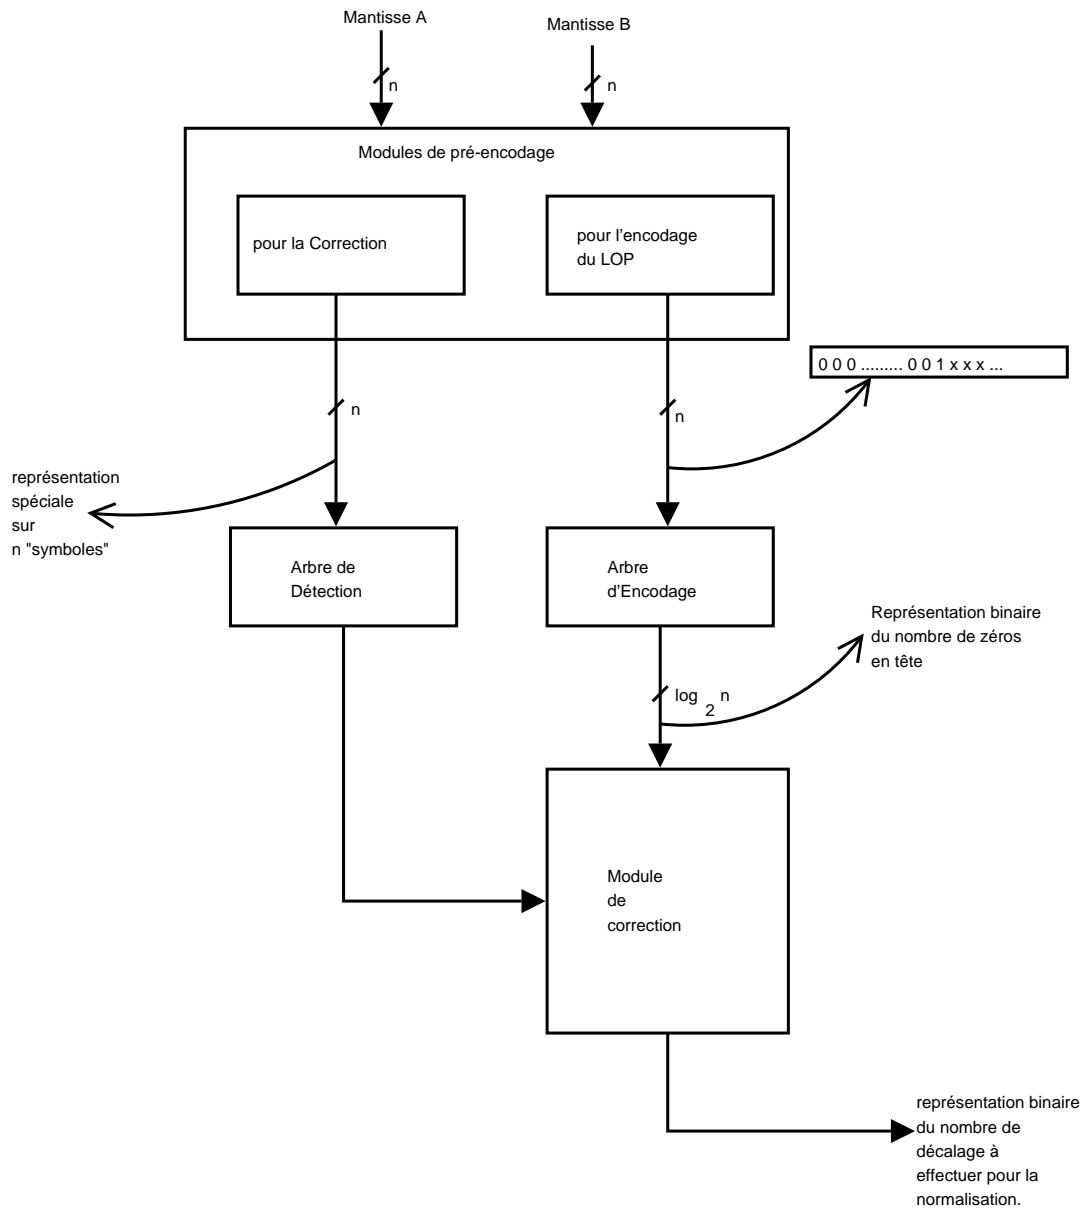 Mantisse A
Mantisse B
n
n
Modules de pré-encodage
pour la Correction
pour l'encodage
du LOP
0 0 0 ......... 0 0 1 x x x ...
n
n
représentation
spéciale
sur
n "symboles"
Arbre de
Détection
Arbre
d'Encodage
Représentation binaire
du nombre de zéros
en tête
log 2 n
Module
de
correction
représentation binaire
du nombre de
décalage à
effectuer pour la
normalisation.